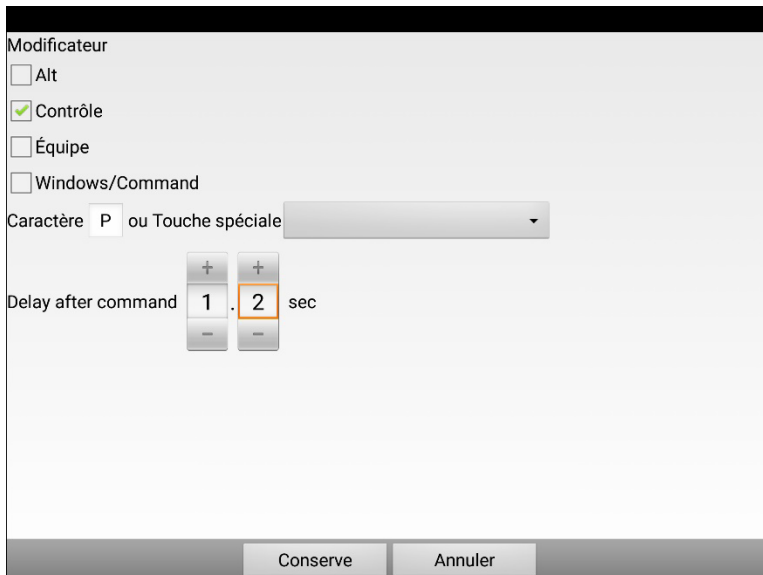 Modificateur
Alt
Contrôle
Équipe
Windows/Command
Caractère P ou Touche spéciale
+ +
Delay after command 1 . 2 sec
− −
Conserve Annuler